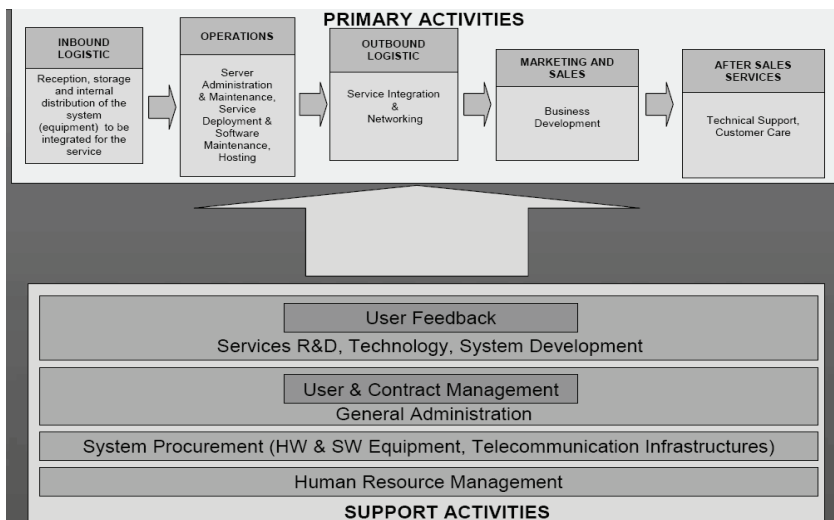 PRIMARY ACTIVITIES
INBOUND
LOGISTIC
Reception, storage
and internal
distribution of the
system
(equipment) to be
integrated for the
service
OPERATIONS
Server
Administration
& Maintenance,
Service
Deployment &
Software
Maintenance,
Hosting
OUTBOUND
LOGISTIC
Service Integration
&
Networking
MARKETING AND
SALES
Business
Development
AFTER SALES
SERVICES
Technical Support,
Customer Care
User Feedback
Services R&D, Technology, System Development
User & Contract Management
General Administration
System Procurement (HW & SW Equipment, Telecommunication Infrastructures)
Human Resource Management
SUPPORT ACTIVITIES